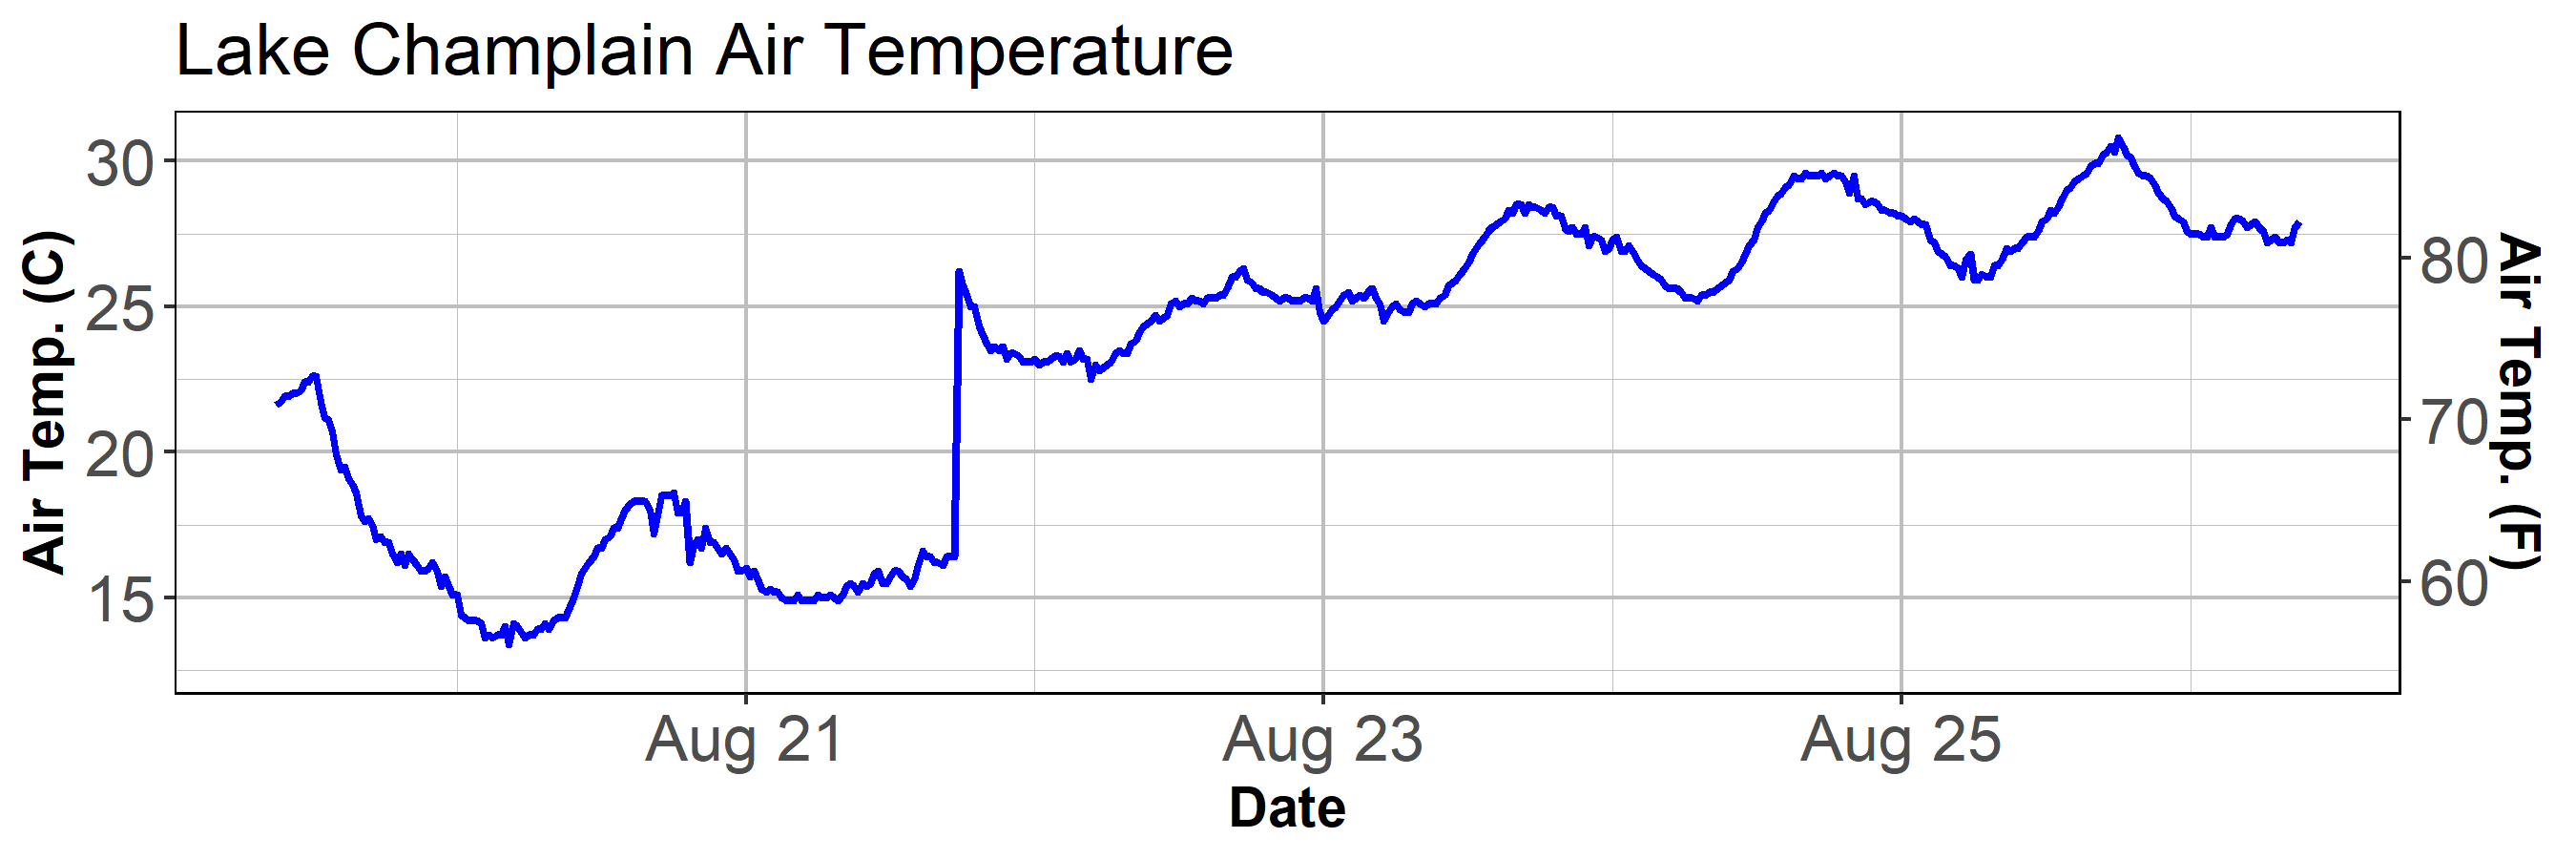 Lake Champlain Air Temperature
30
25
20
15
Air Temp. (C)
80
70
60
Air Temp. (F)
Aug 21
Aug 23
Aug 25
Date